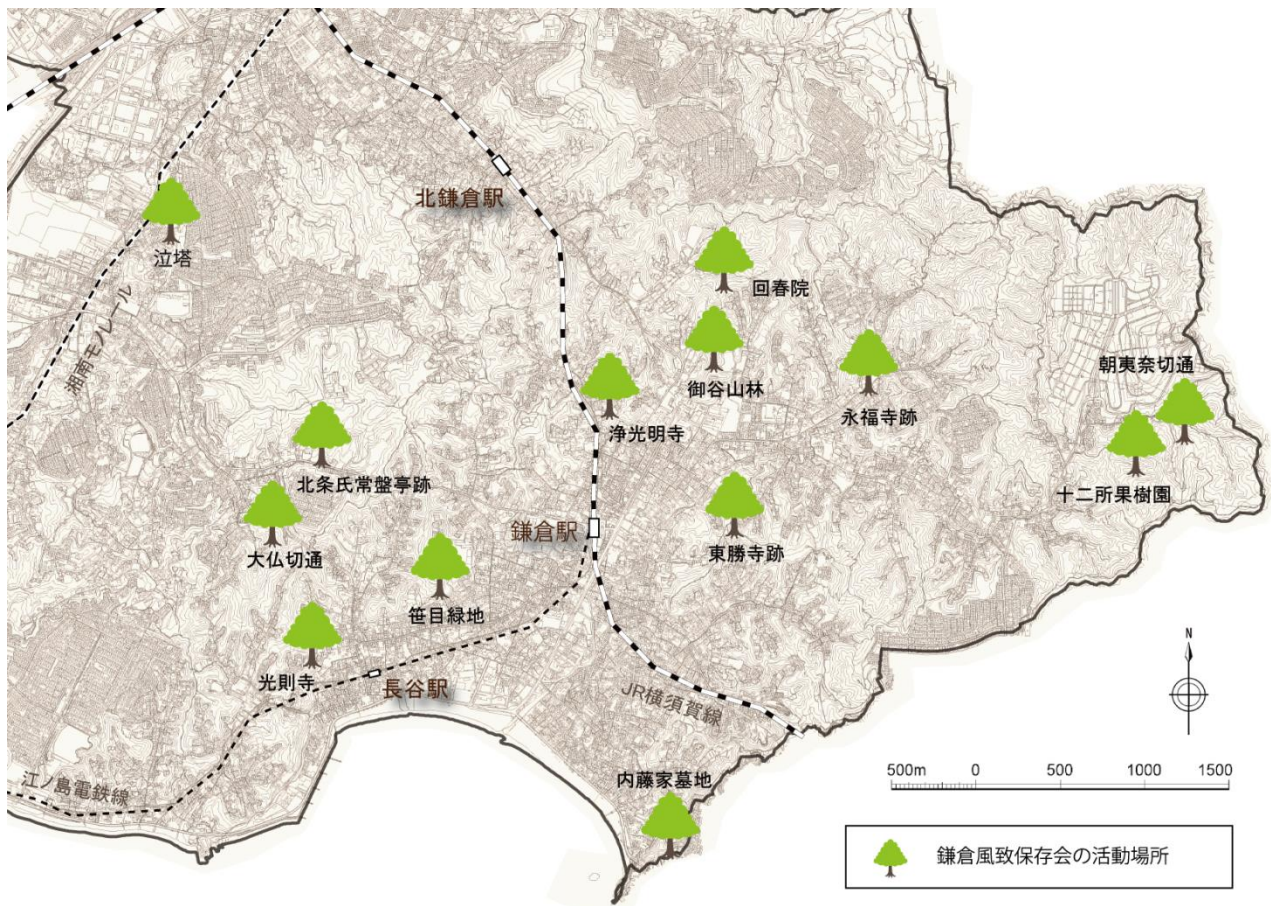 北鎌倉駅
泣塔
回春院
湘南モノレール
御谷山林
朝夷奈切通
永福寺跡
浄光明寺
北条氏常盤亭跡
十二所果樹園
鎌倉駅
大仏切通
東勝寺跡
笹目緑地
光則寺
長谷駅
JR横須賀線
N
江ノ島電鉄線
内藤家墓地
500m 0 500 1000 1500
鎌倉風致保存会の活動場所